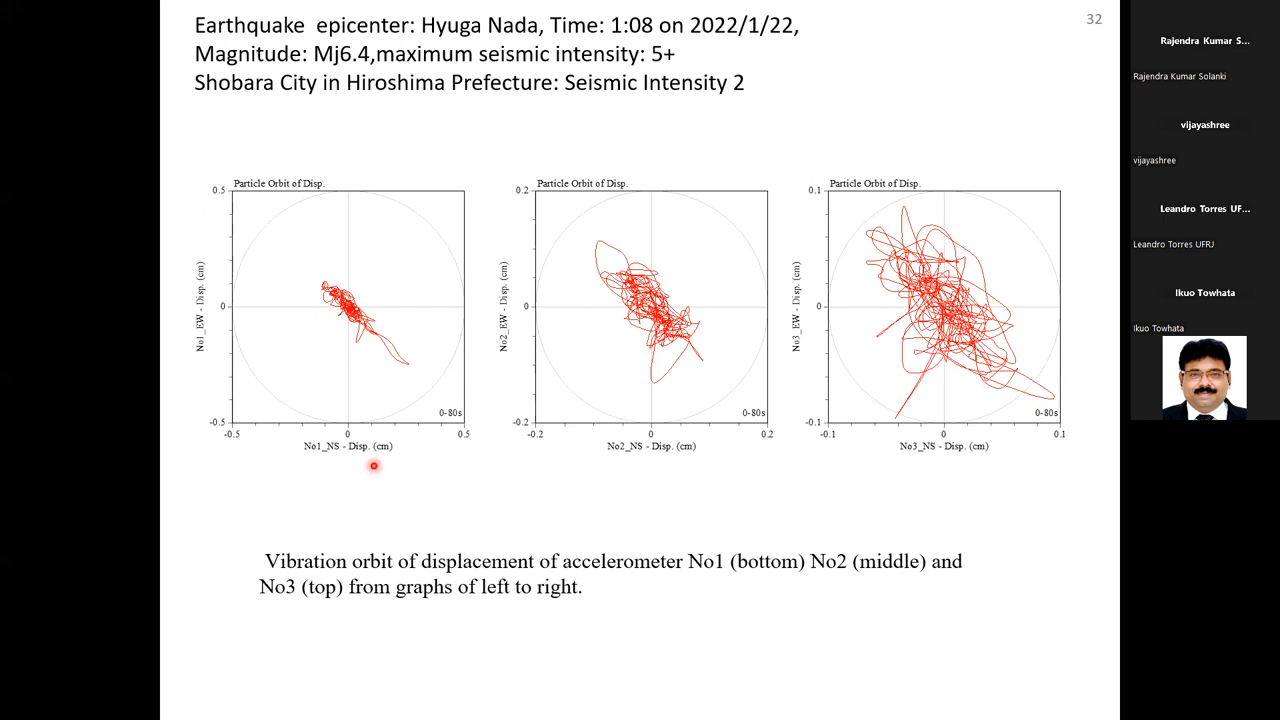 Earthquake epicenter: Hyuga Nada, Time: 1:08 on 2022/1/22,
Magnitude: Mj6.4,maximum seismic intensity: 5+
Shobara City in Hiroshima Prefecture: Seismic Intensity 2
32
Particle Orbit of Disp.
0.5
0
-0.5
No1_EW - Disp. (cm)
0-80s
-0.5 0 0.5
No1_NS - Disp. (cm)
Particle Orbit of Disp.
0.2
0
-0.2
No2_EW - Disp. (cm)
0-80s
-0.2 0 0.2
No2_NS - Disp. (cm)
Particle Orbit of Disp.
0.1
0
-0.1
No3_EW - Disp. (cm)
0-80s
-0.1 0 0.1
No3_NS - Disp. (cm)
Vibration orbit of displacement of accelerometer No1 (bottom) No2 (middle) and
No3 (top) from graphs of left to right.
Rajendra Kumar S...
Rajendra Kumar Solanki
vijayashree
vijayashree
Leandro Torres UF...
Leandro Torres UFRJ
Ikuo Towhata
Ikuo Towhata